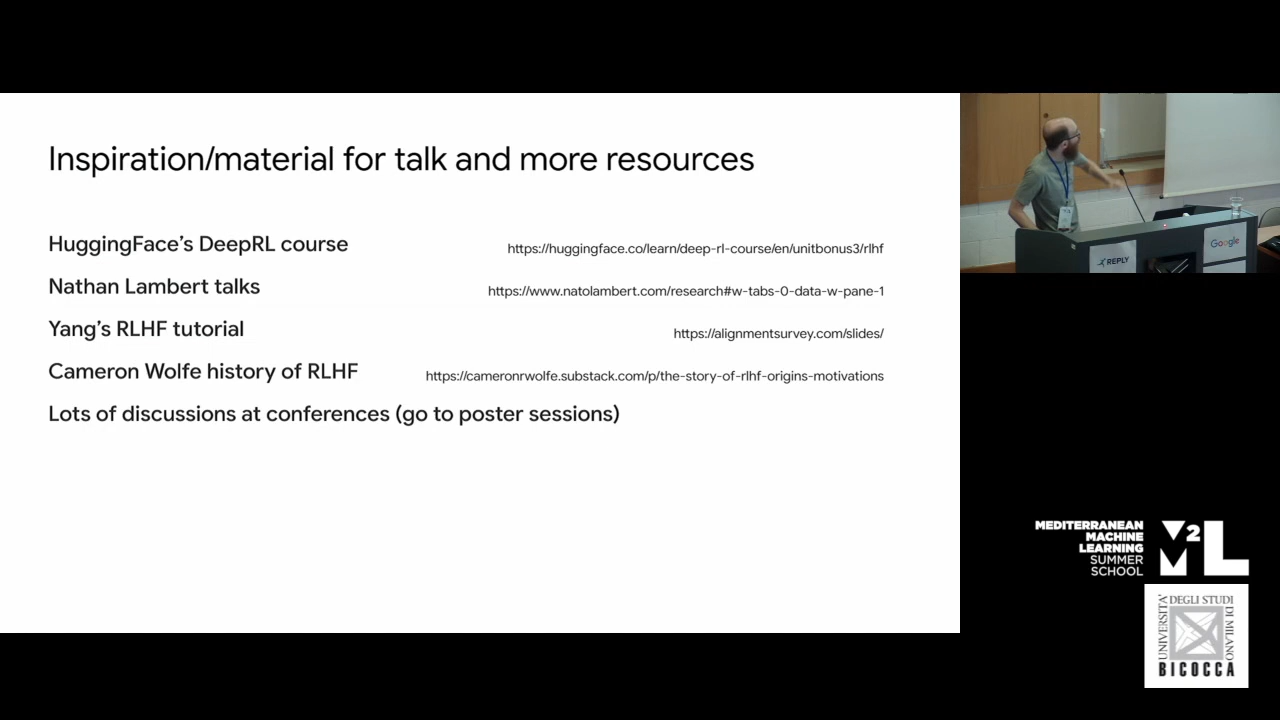 Inspiration/material for talk and more resources
HuggingFace's DeepRL course https://huggingface.co/learn/deep-rl-course/en/unitbonus3/rlhf
Nathan Lambert talks https://www.natolambert.com/research#w-tabs-0-data-w-pane-1
Yang's RLHF tutorial https://alignmentsurvey.com/slides/
Cameron Wolfe history of RLHF https://cameronrwolfe.substack.com/p/the-story-of-rlhf-origins-motivations
Lots of discussions at conferences (go to poster sessions)
REPLY
Google
MEDITERRANEAN
MACHINE
LEARNING
SUMMER
SCHOOL
M2L
UNIVERSITA'
DEGLI STUDI
DI MILANO
BICOCCA